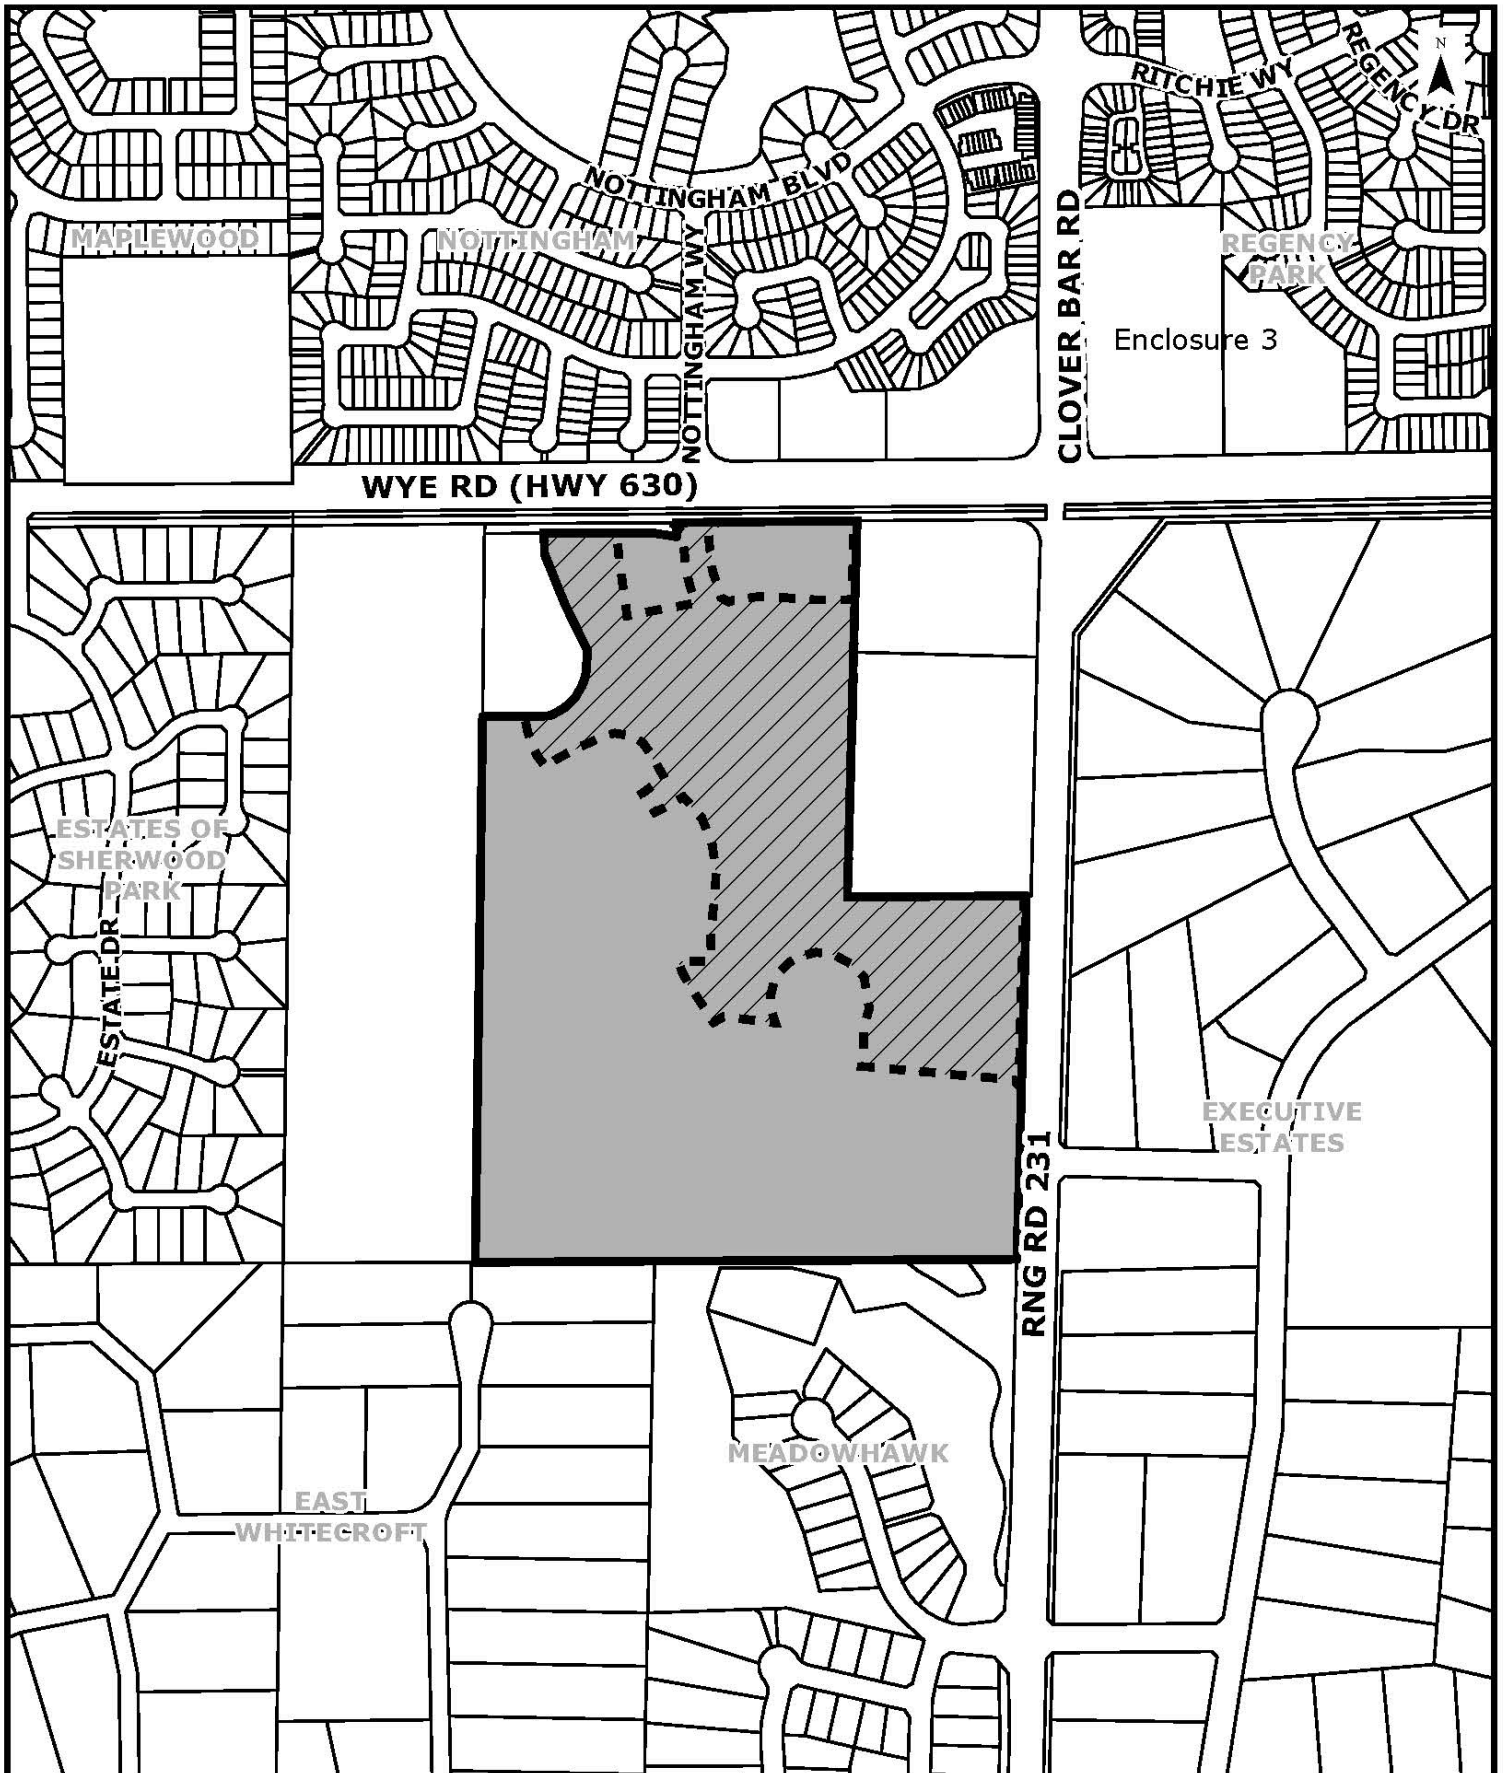 N
RITCHIE WY
REGENCY DR
NOTTINGHAM BLVD
MAPLEWOOD
NOTTINGHAM
NOTTINGHAM WY
CLOVER BAR RD
REGENCY
PARK
Enclosure 3
WYE RD (HWY 630)
ESTATES OF
SHERWOOD
PARK
ESTATE DR
EXECUTIVE
ESTATES
RNG RD 231
MEADOWHAWK
EAST
WHITECROFT